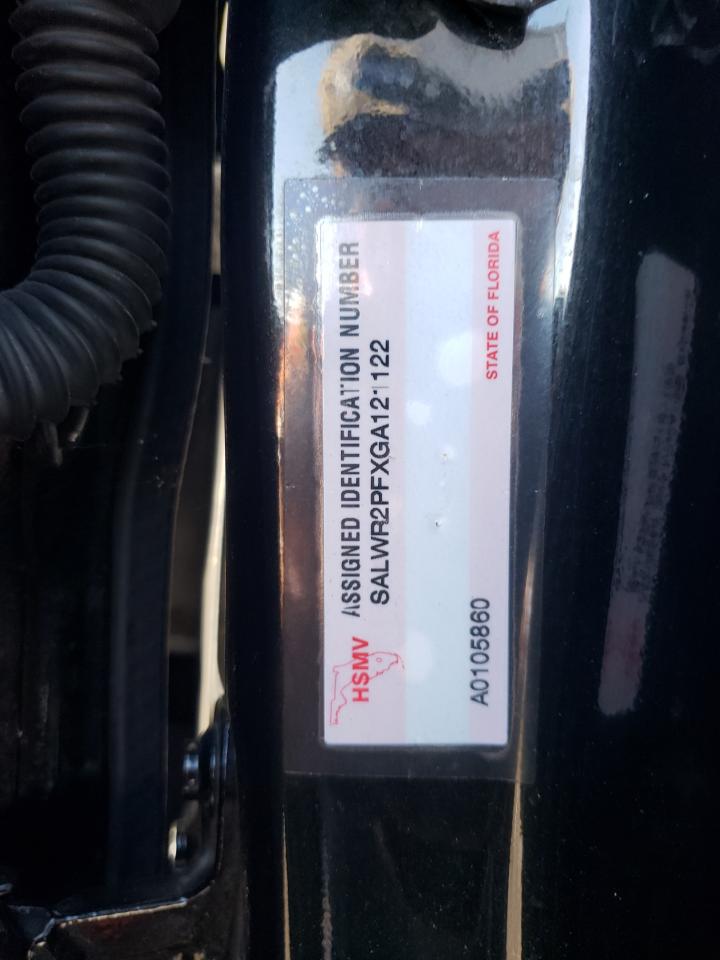 ASSIGNED IDENTIFICATION NUMBER
SALWR2PFXGA121122
HSMV
A0105860
STATE OF FLORIDA